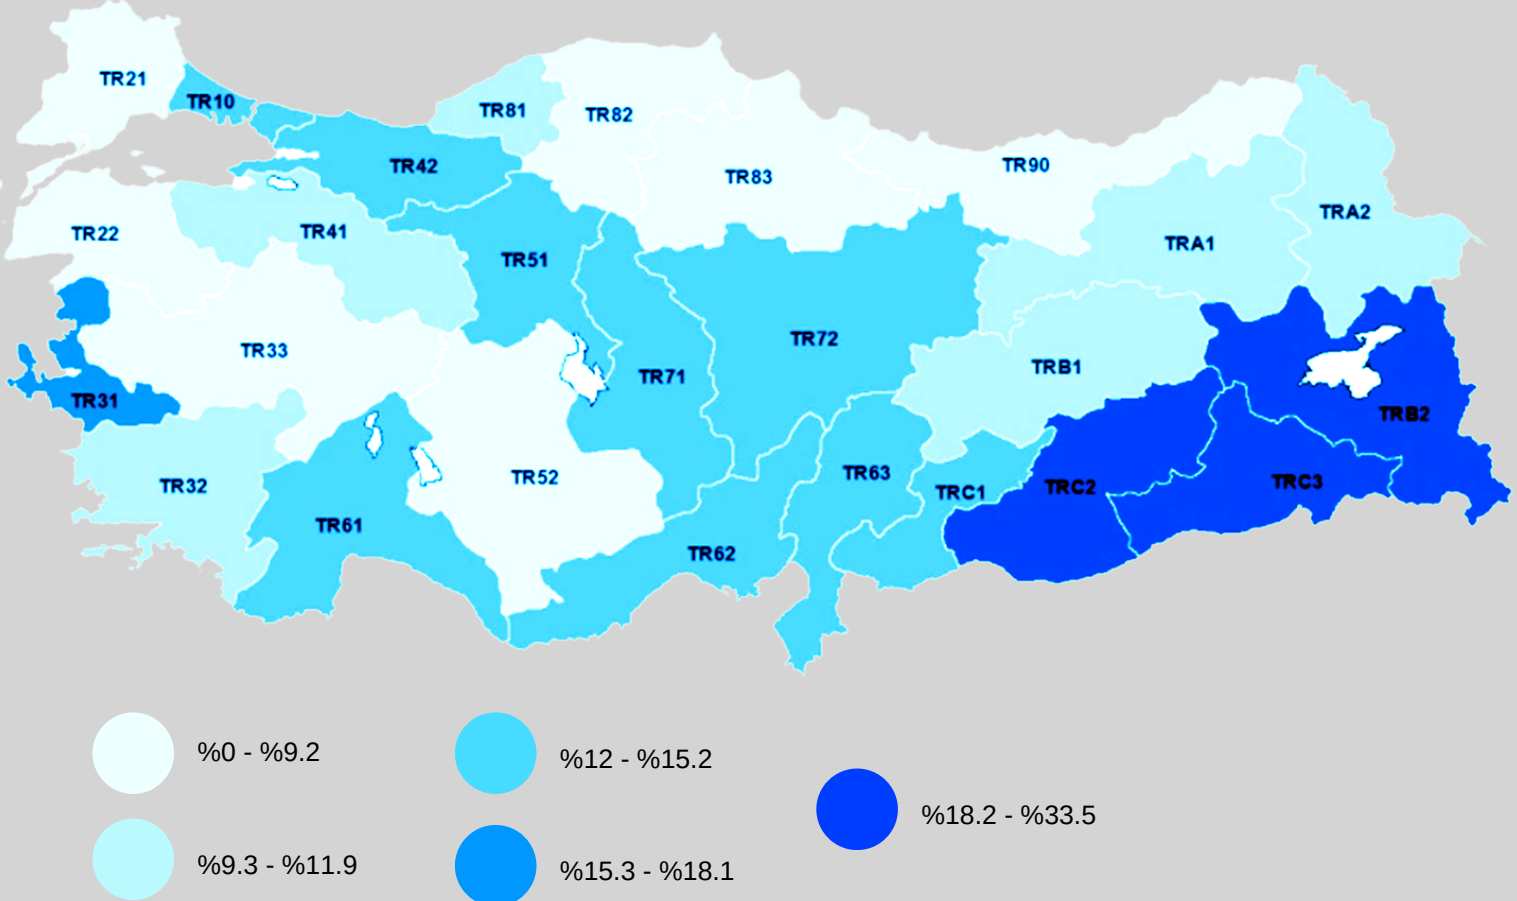 TR21
TR10
TR81
TR82
TR42
TR83
TR90
TR22
TR41
TRA2
TR51
TRA1
TR33
TR72
TR71
TRB1
TR31
TRB2
TR32
TR52
TR63
TRC1
TRC2
TRC3
TR61
TR62
%0 - %9.2
%12 - %15.2
%18.2 - %33.5
%9.3 - %11.9
%15.3 - %18.1